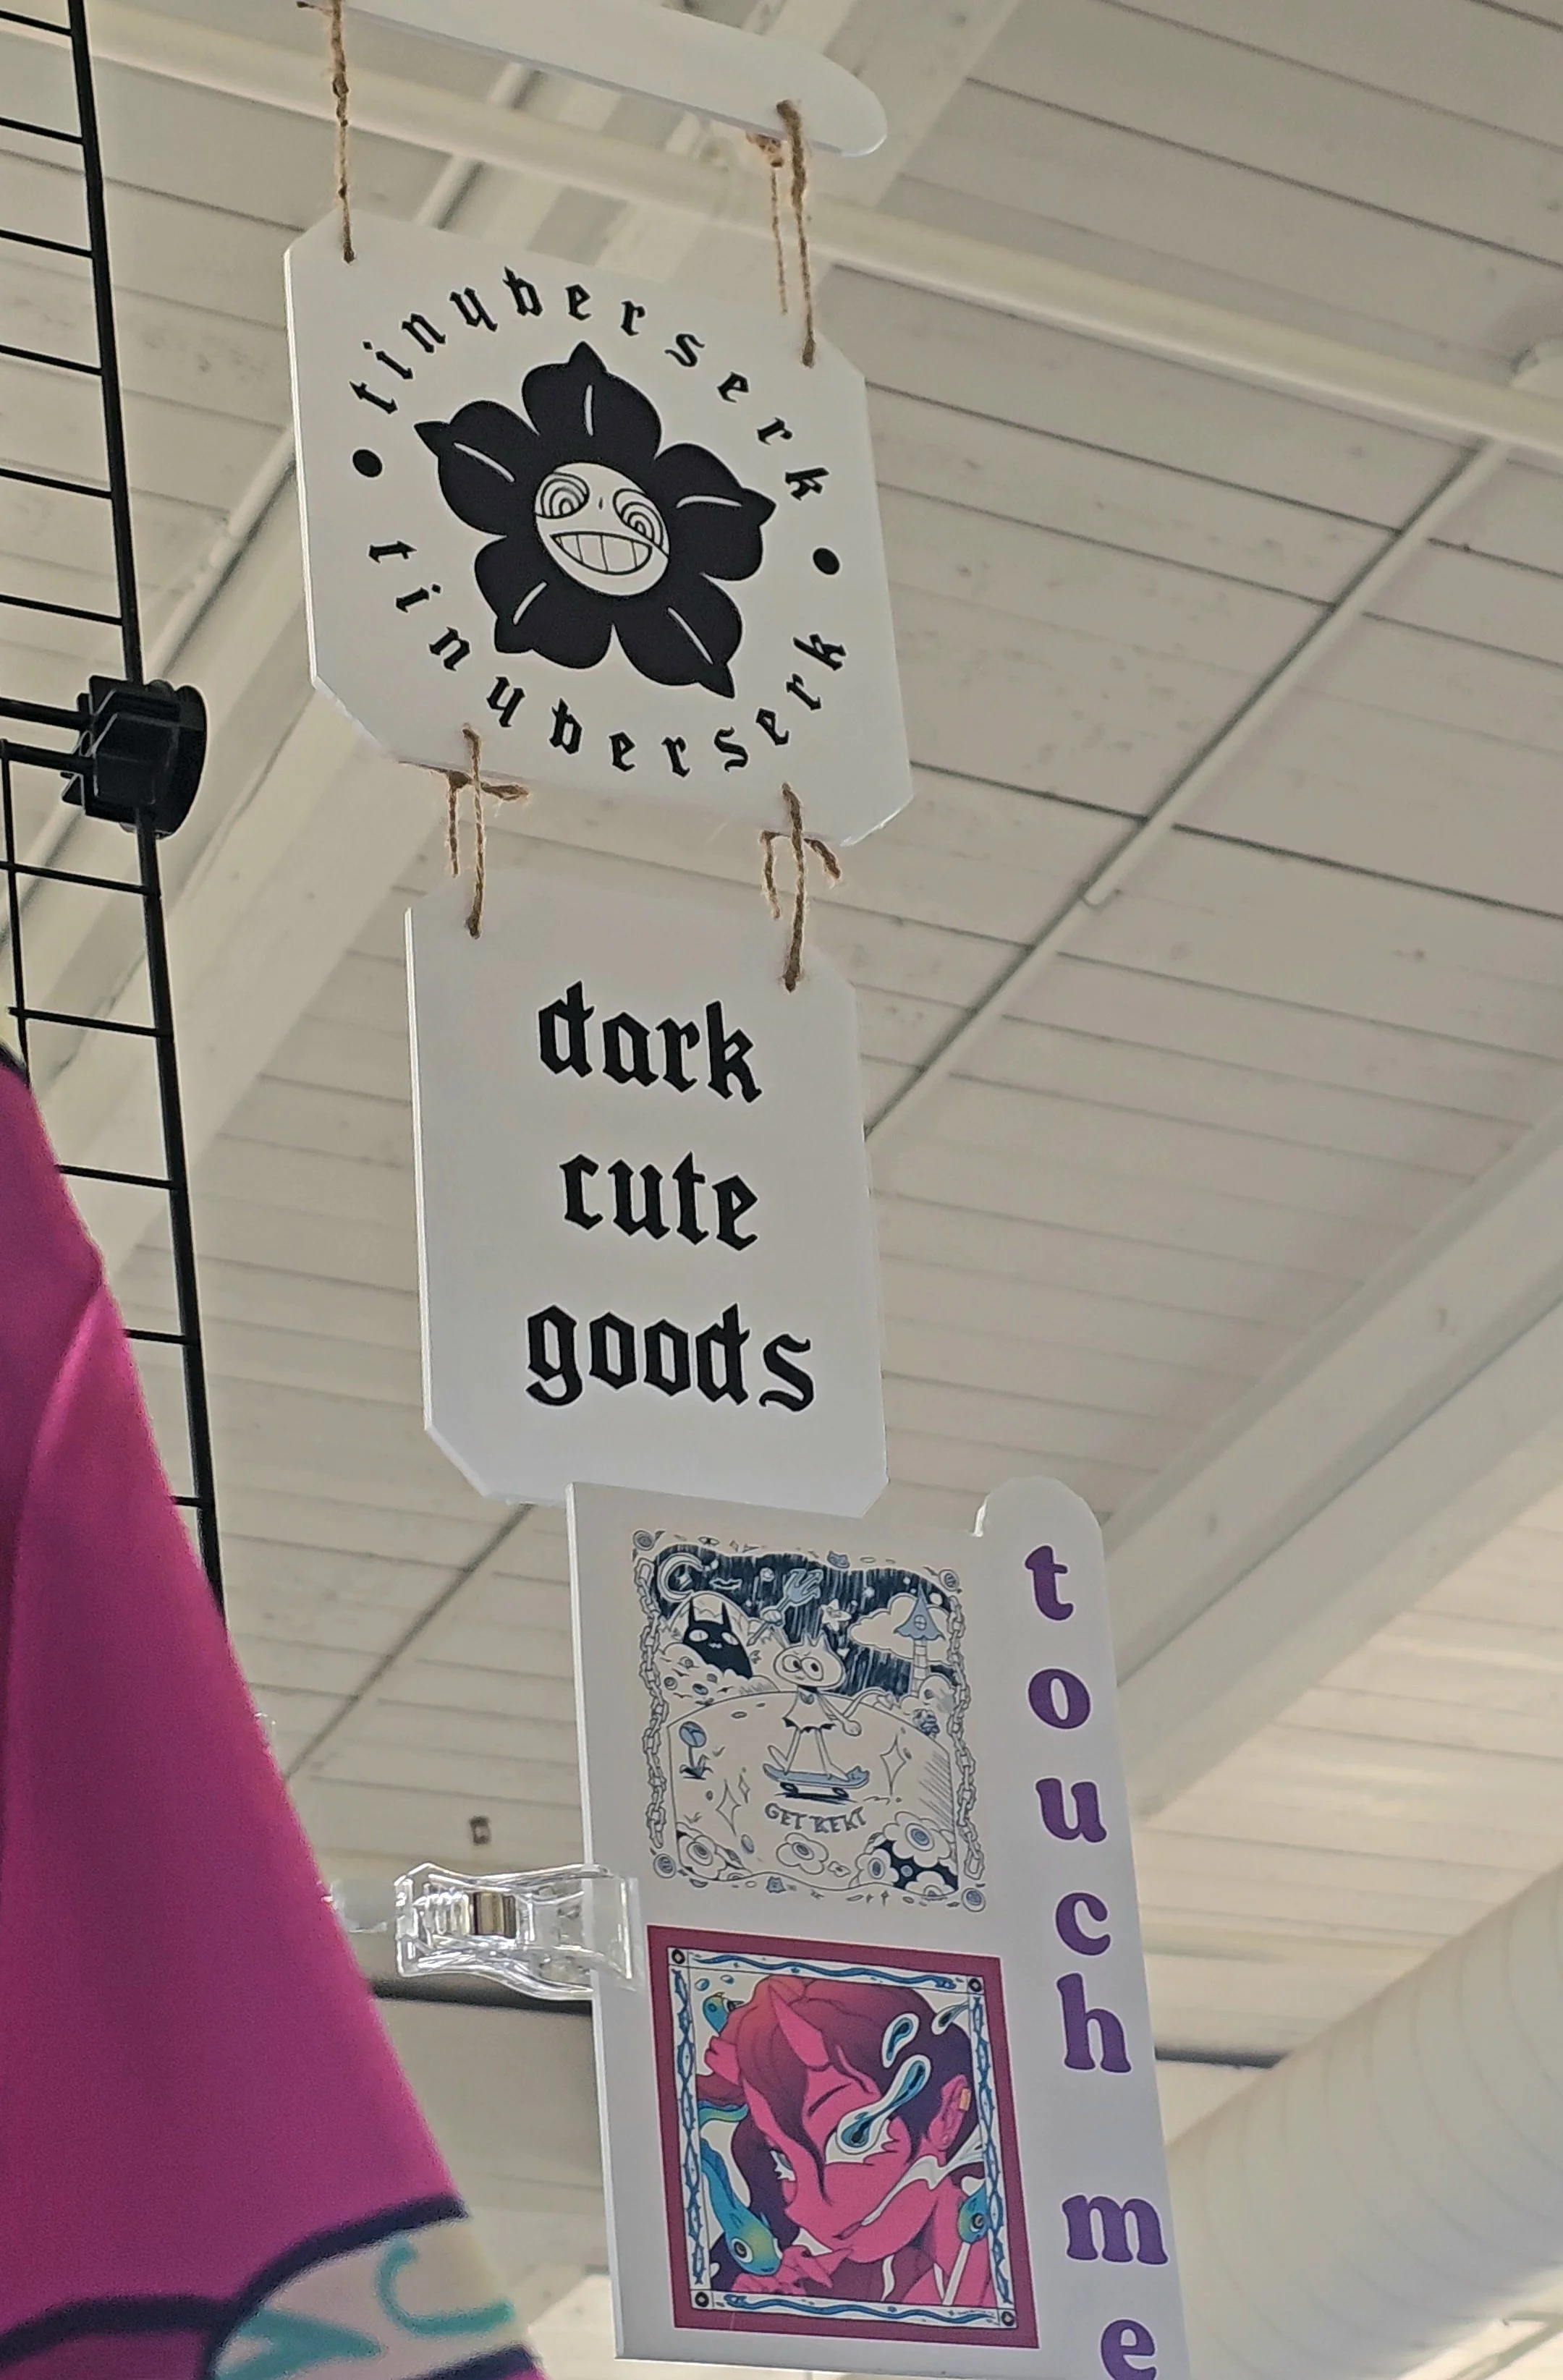 tinyberserk
tinyberserk
dark
cute
goods
touch me
GET REKT